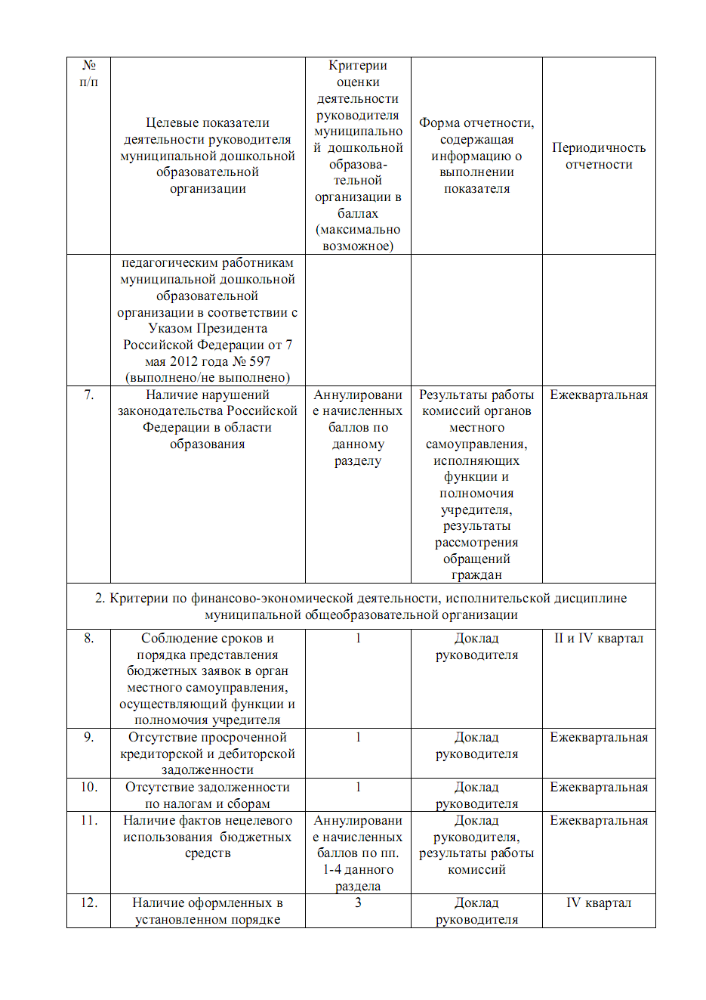 №
п/п
Целевые показатели
деятельности руководителя
муниципальной дошкольной
образовательной
организации
Критерии
оценки
деятельности
руководителя
муниципально
й дошкольной
образова-
тельной
организации в
баллах
(максимально
возможное)
Форма отчетности,
содержащая
информацию о
выполнении
показателя
Периодичность
отчетности
педагогическим работникам
муниципальной дошкольной
образовательной
организации в соответствии с
Указом Президента
Российской Федерации от 7
мая 2012 года № 597
(выполнено/не выполнено)
7.
Наличие нарушений
законодательства Российской
Федерации в области
образования
Аннулировани
е начисленных
баллов по
данному
разделу
Результаты работы
комиссий органов
местного
самоуправления,
исполняющих
функции и
полномочия
учредителя,
результаты
рассмотрения
обращений
граждан
Ежеквартальная
2. Критерии по финансово-экономической деятельности, исполнительской дисциплине
муниципальной общеобразовательной организации
8.
Соблюдение сроков и
порядка представления
бюджетных заявок в орган
местного самоуправления,
осуществляющий функции и
полномочия учредителя
1
Доклад
руководителя
II и IV квартал
9.
Отсутствие просроченной
кредиторской и дебиторской
задолженности
1
Доклад
руководителя
Ежеквартальная
10.
Отсутствие задолженности
по налогам и сборам
1
Доклад
руководителя
Ежеквартальная
11.
Наличие фактов нецелевого
использования бюджетных
средств
Аннулировани
е начисленных
баллов по пп.
1-4 данного
раздела
Доклад
руководителя,
результаты работы
комиссий
Ежеквартальная
12.
Наличие оформленных в
установленном порядке
3
Доклад
руководителя
IV квартал